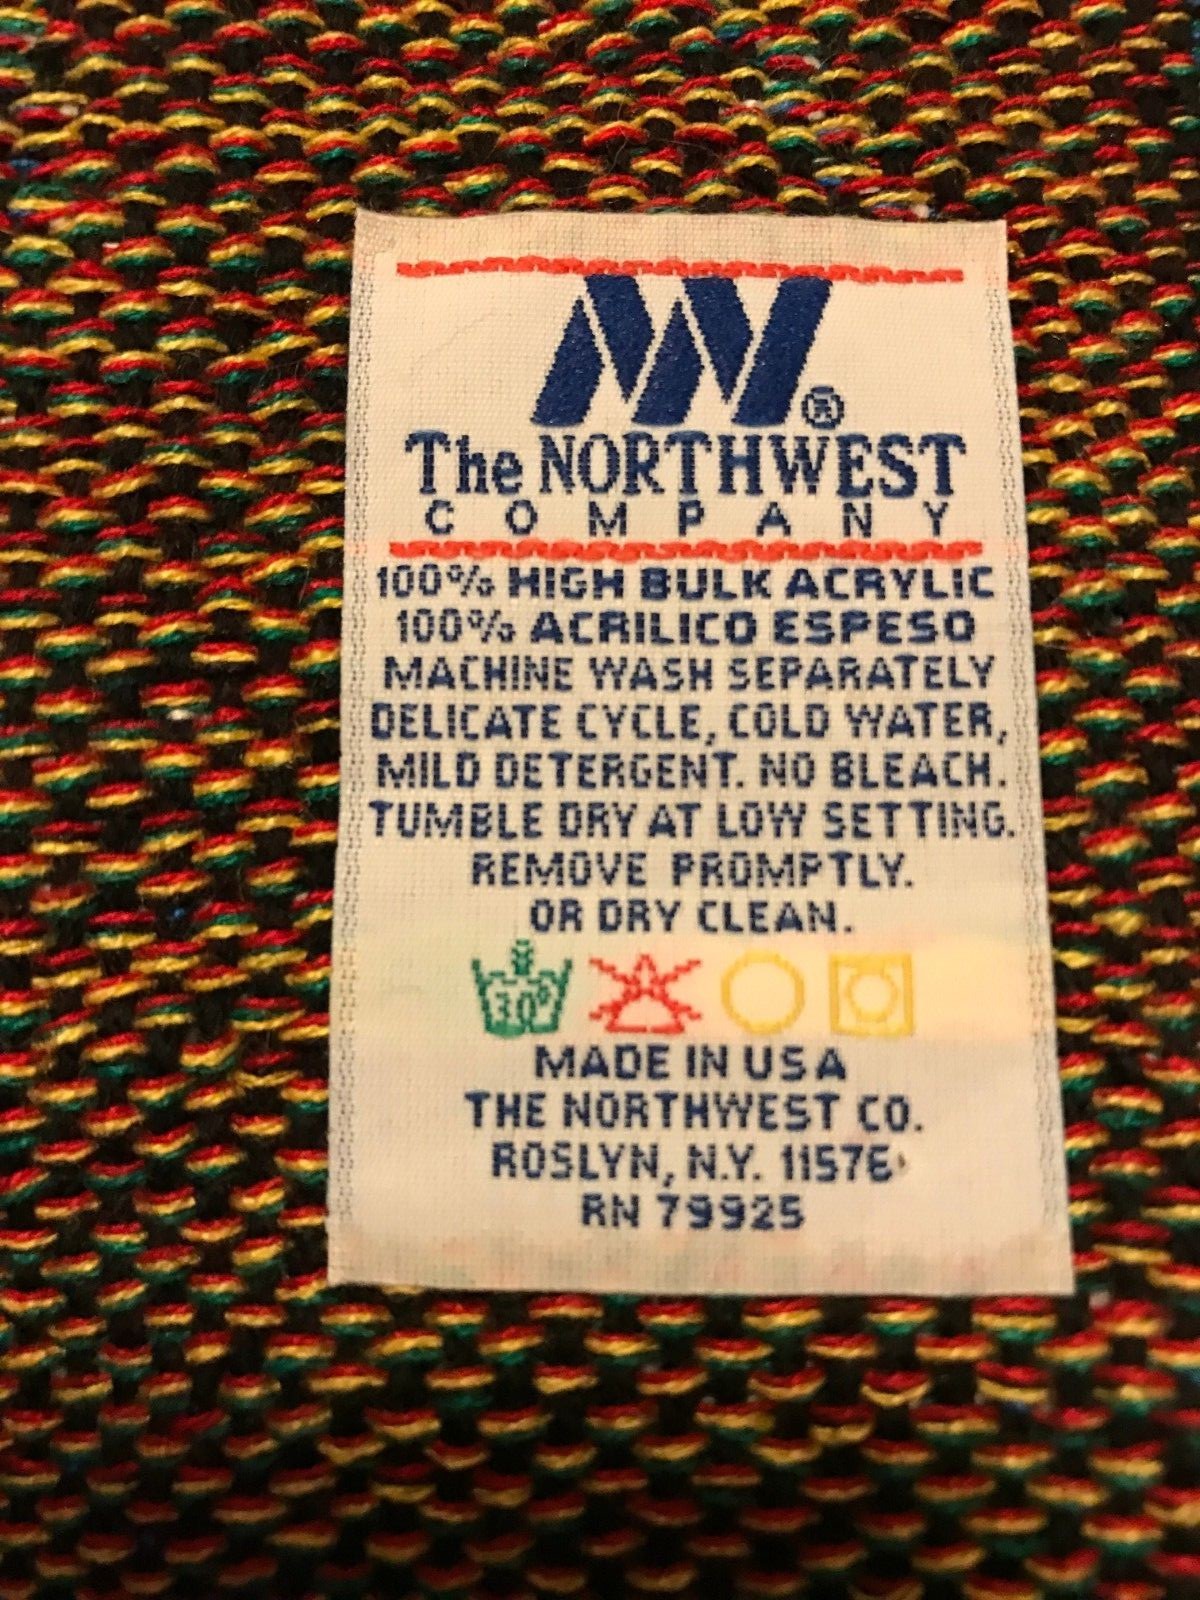 ®
The NORTHWEST
COMPANY
100% HIGH BULK ACRYLIC
100% ACRILICO ESPESO
MACHINE WASH SEPARATELY
DELICATE CYCLE, COLD WATER,
MILD DETERGENT. NO BLEACH.
TUMBLE DRY AT LOW SETTING.
REMOVE PROMPTLY.
OR DRY CLEAN.
30°
MADE IN USA
THE NORTHWEST CO.
ROSLYN, N.Y. 11576
RN 79925